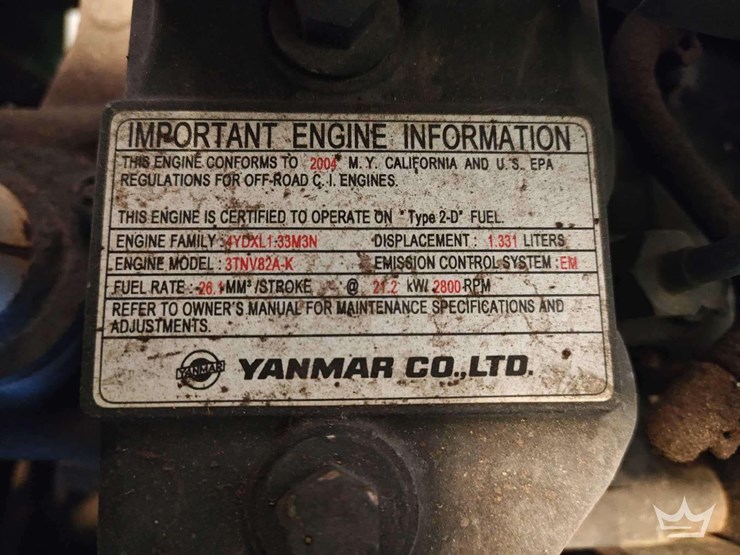 IMPORTANT ENGINE INFORMATION
THIS ENGINE CONFORMS TO 2004 M.Y. CALIFORNIA AND U.S. EPA
REGULATIONS FOR OFF-ROAD C.I. ENGINES.
THIS ENGINE IS CERTIFIED TO OPERATE ON "Type 2-D" FUEL.
ENGINE FAMILY : 4YDXL1.33M3N DISPLACEMENT : 1.331 LITERS
ENGINE MODEL : 3TNV82A-K EMISSION CONTROL SYSTEM : EM
FUEL RATE : 26.1 MM³/STROKE @ 21.2 kW/ 2800 RPM
REFER TO OWNER'S MANUAL FOR MAINTENANCE SPECIFICATIONS AND
ADJUSTMENTS.
YANMAR YANMAR CO.,LTD.